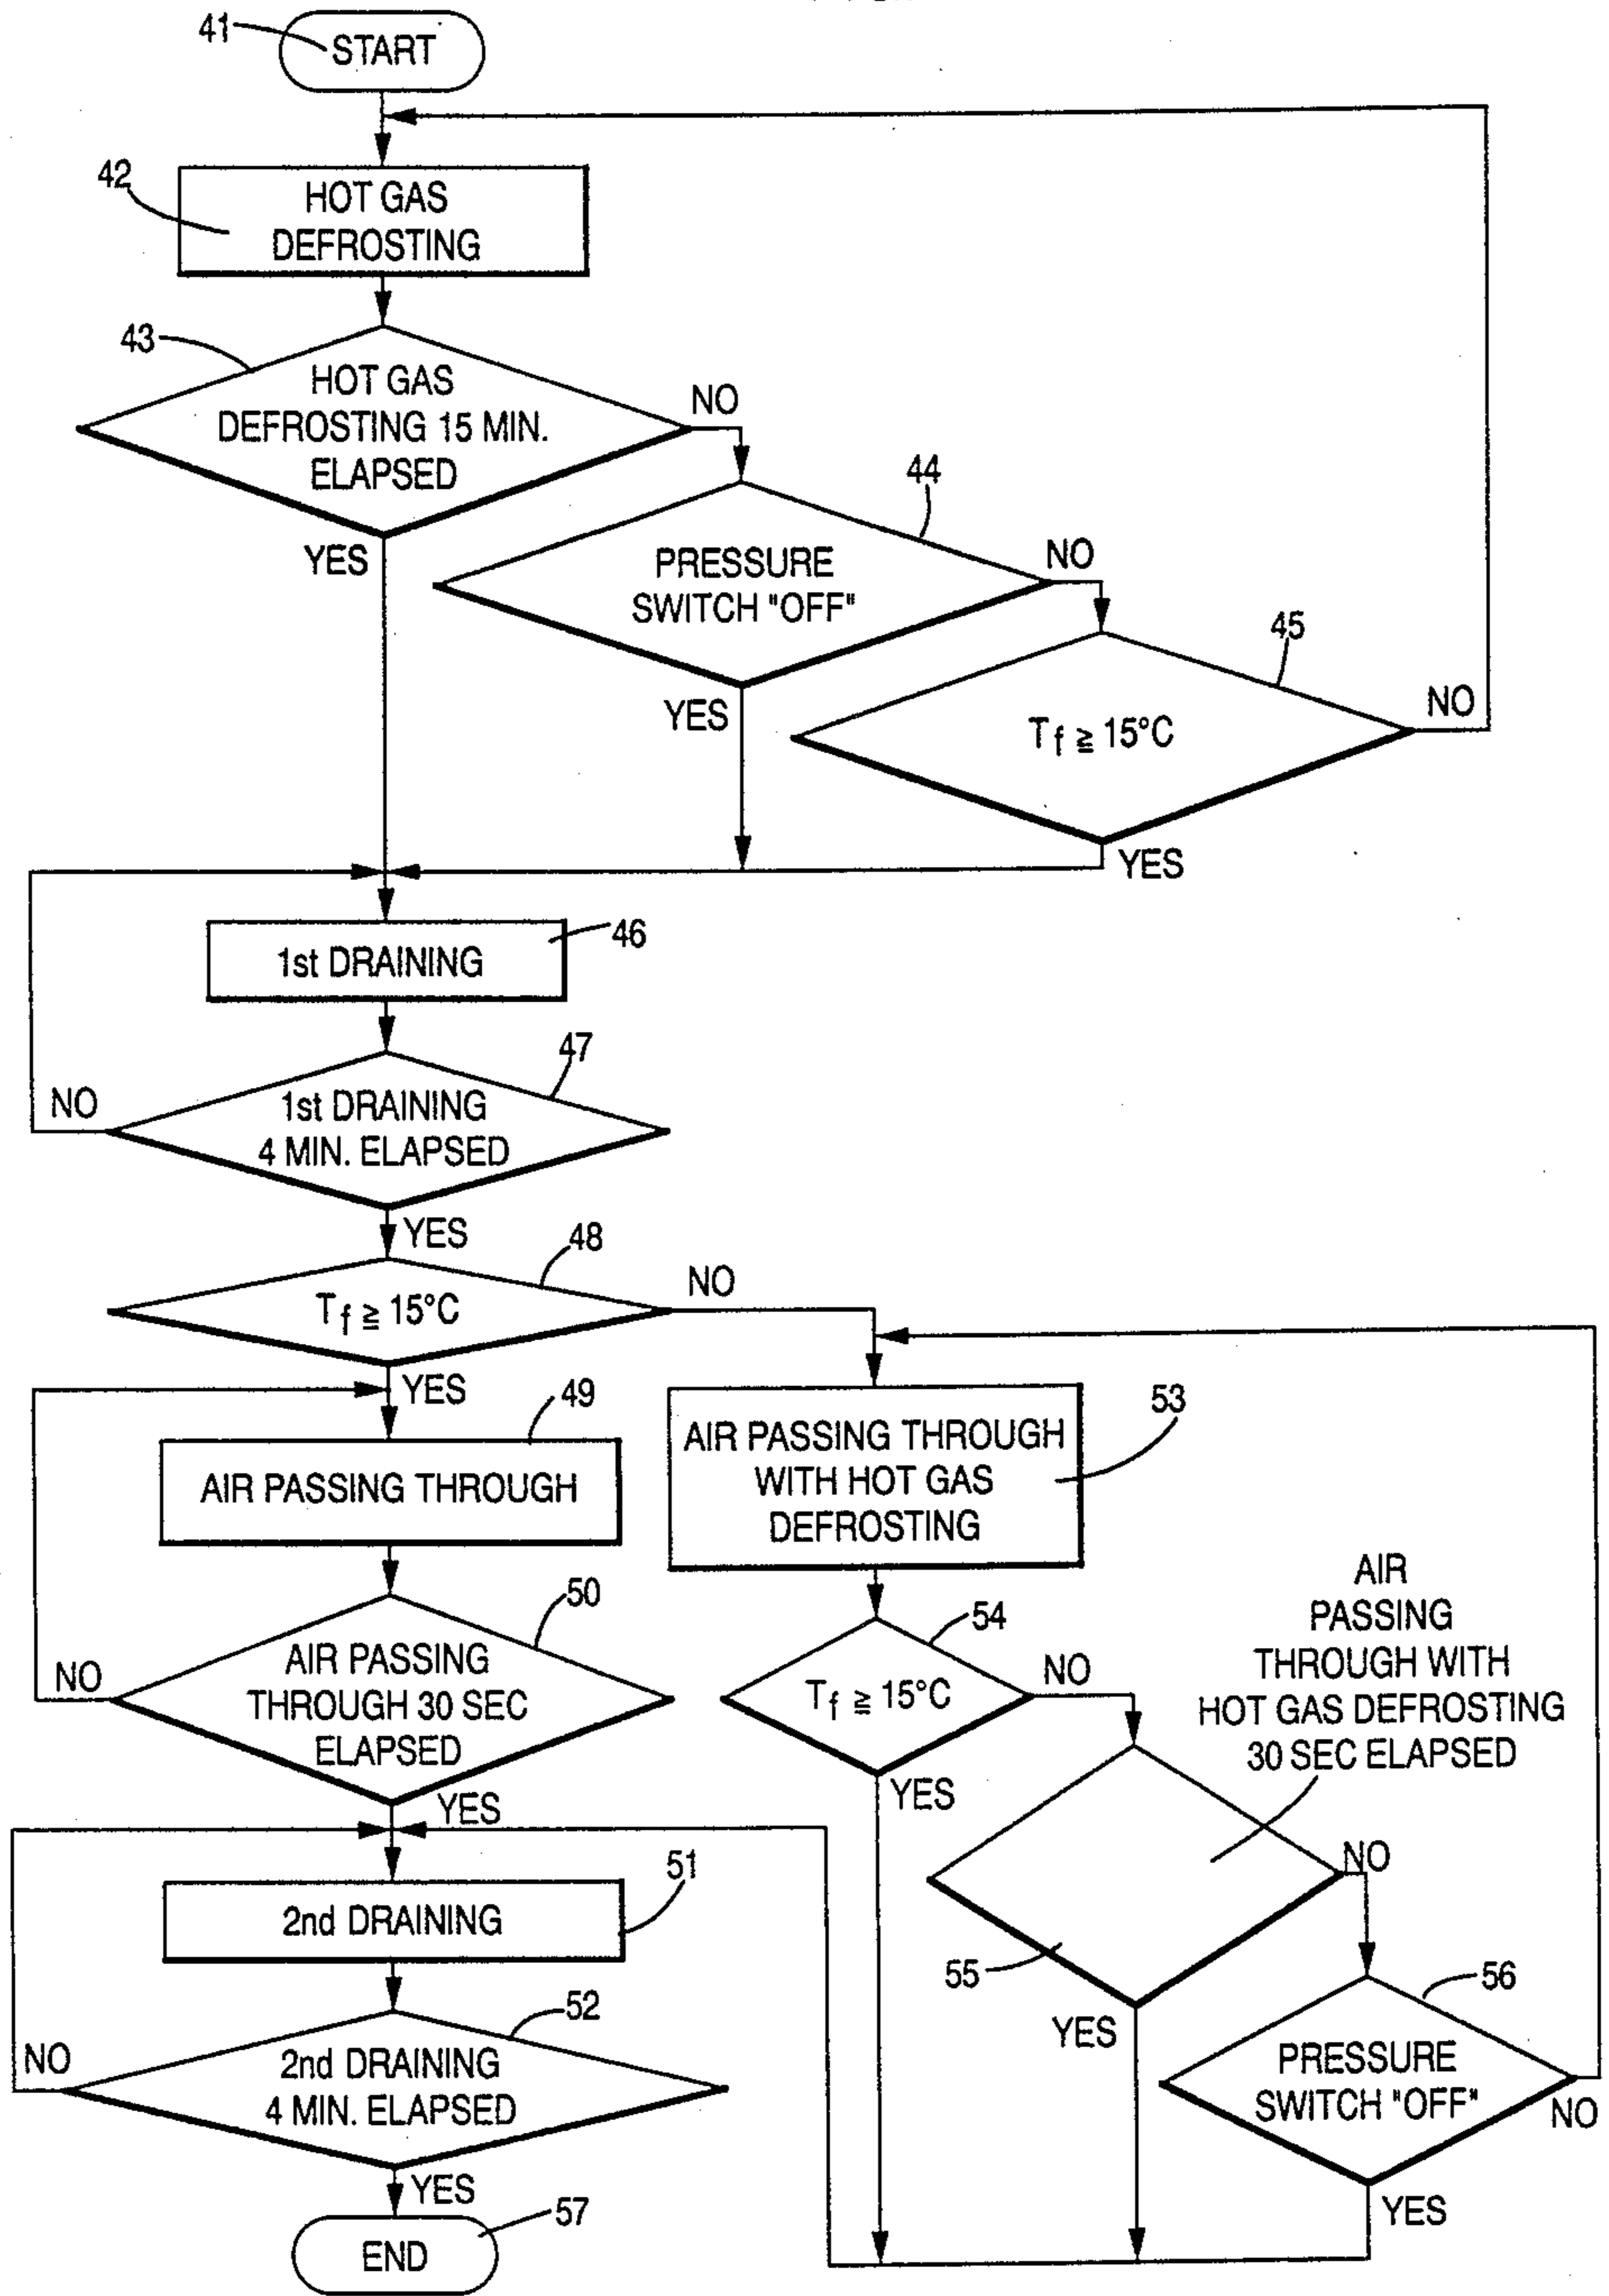 41
START
42
HOT GAS
DEFROSTING
43
HOT GAS
DEFROSTING 15 MIN.
ELAPSED
NO
YES
44
PRESSURE
SWITCH "OFF"
NO
YES
45
Tf ≧ 15°C
NO
YES
46
1st DRAINING
47
1st DRAINING
4 MIN. ELAPSED
NO
YES
48
Tf ≧ 15°C
NO
YES
49
AIR PASSING THROUGH
50
AIR PASSING
THROUGH 30 SEC
ELAPSED
NO
YES
51
2nd DRAINING
52
2nd DRAINING
4 MIN. ELAPSED
NO
YES
57
END
53
AIR PASSING THROUGH
WITH HOT GAS
DEFROSTING
54
Tf ≧ 15°C
NO
YES
AIR
PASSING
THROUGH WITH
HOT GAS DEFROSTING
30 SEC ELAPSED
55
NO
YES
56
PRESSURE
SWITCH "OFF"
NO
YES